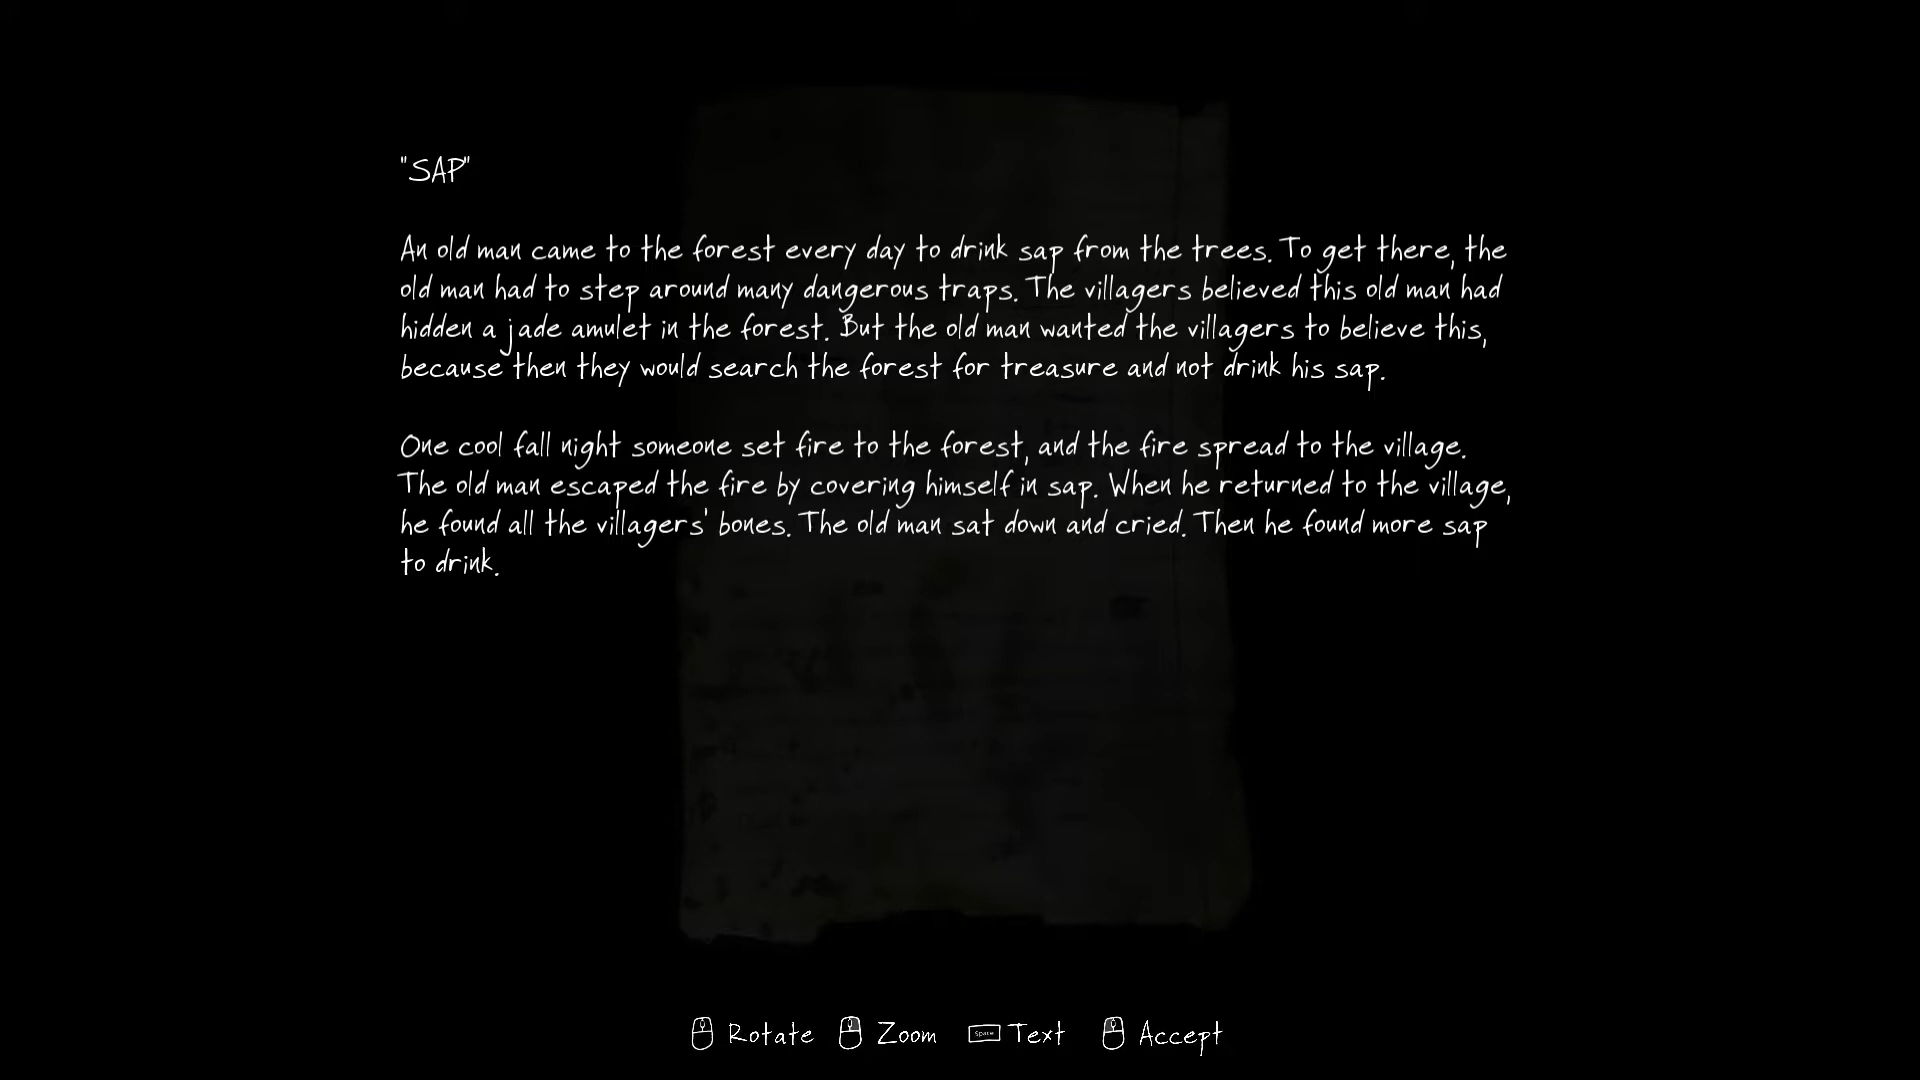 "SAP"
An old man came to the forest every day to drink sap from the trees. To get there, the
old man had to step around many dangerous traps. The villagers believed this old man had
hidden a jade amulet in the forest. But the old man wanted the villagers to believe this,
because then they would search the forest for treasure and not drink his sap.
One cool fall night someone set fire to the forest, and the fire spread to the village.
The old man escaped the fire by covering himself in sap. When he returned to the village,
he found all the villagers' bones. The old man sat down and cried. Then he found more sap
to drink.
Rotate Zoom Space Text Accept